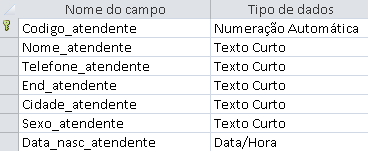 Nome do campo Tipo de dados
Codigo_atendente Numeração Automática
Nome_atendente Texto Curto
Telefone_atendente Texto Curto
End_atendente Texto Curto
Cidade_atendente Texto Curto
Sexo_atendente Texto Curto
Data_nasc_atendente Data/Hora